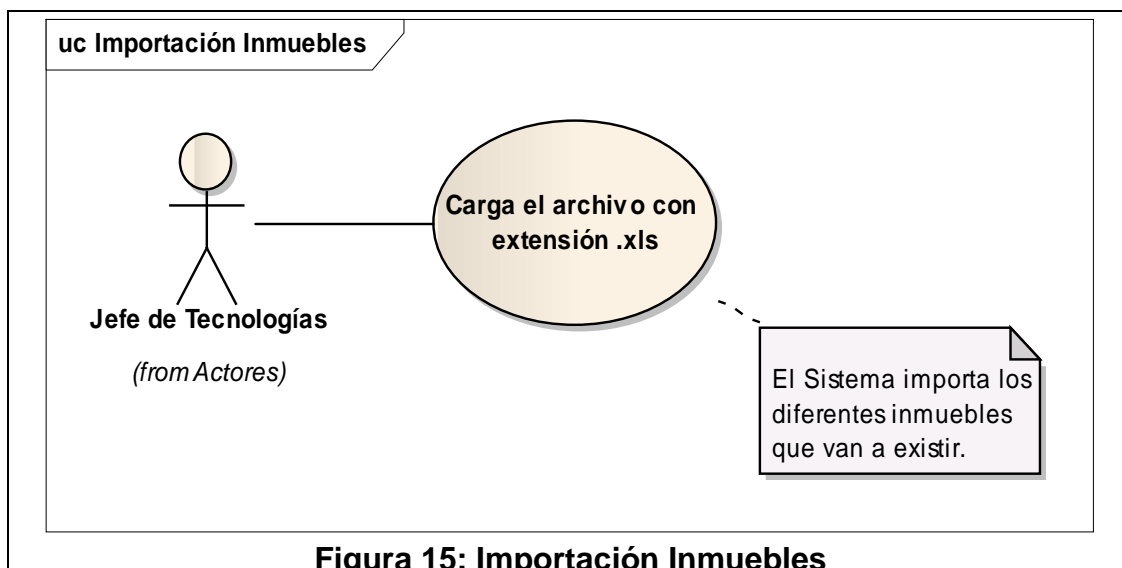 uc Importación Inmuebles
Carga el archivo con
extensión .xls
Jefe de Tecnologías
(from Actores)
El Sistema importa los
diferentes inmuebles
que van a existir.
Figura 15: Importación Inmuebles